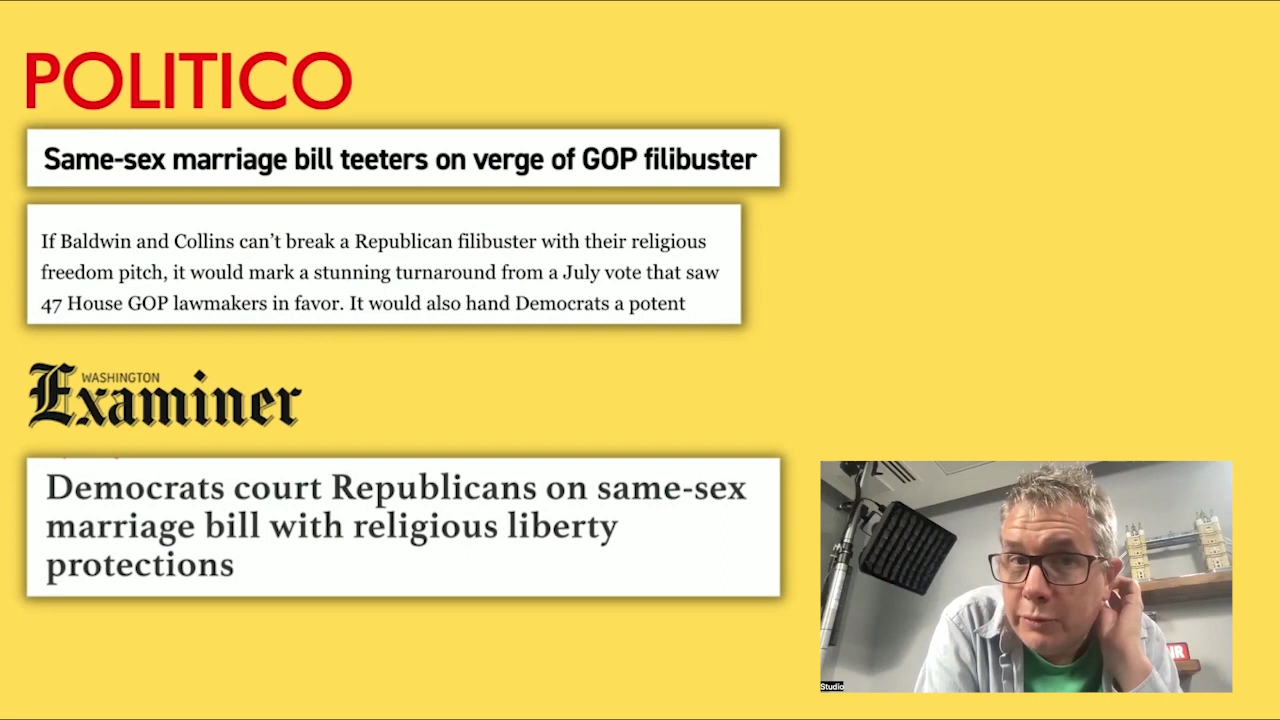 POLITICO
Same-sex marriage bill teeters on verge of GOP filibuster
If Baldwin and Collins can’t break a Republican filibuster with their religious
freedom pitch, it would mark a stunning turnaround from a July vote that saw
47 House GOP lawmakers in favor. It would also hand Democrats a potent
WASHINGTON
Examiner
Democrats court Republicans on same-sex
marriage bill with religious liberty
protections
Studio